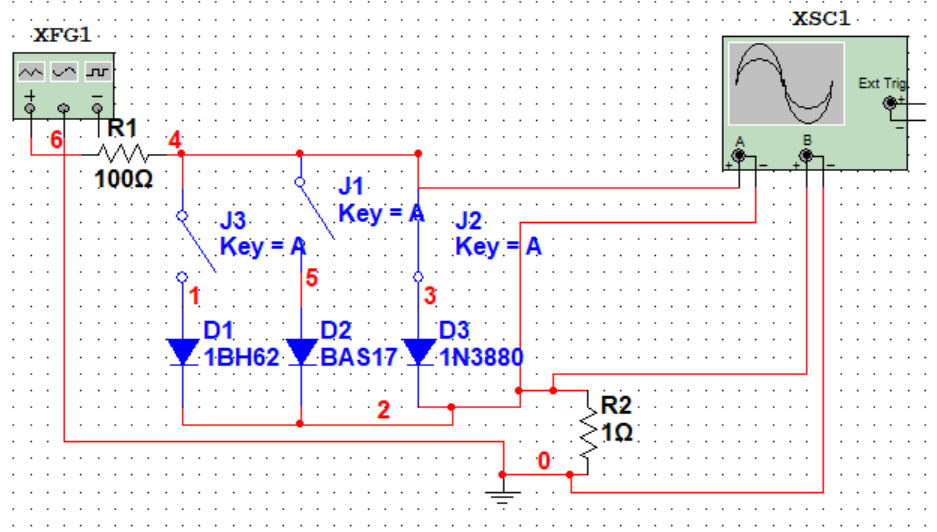 XSC1
XFG1
Ext Trig
+
−
+ −
A B
+ − + −
6 R1 4
100Ω
J1
Key = A
J3
Key = A
J2
Key = A
1 5 3
D1
1BH62
D2
BAS17
D3
1N3880
2
R2
1Ω
0